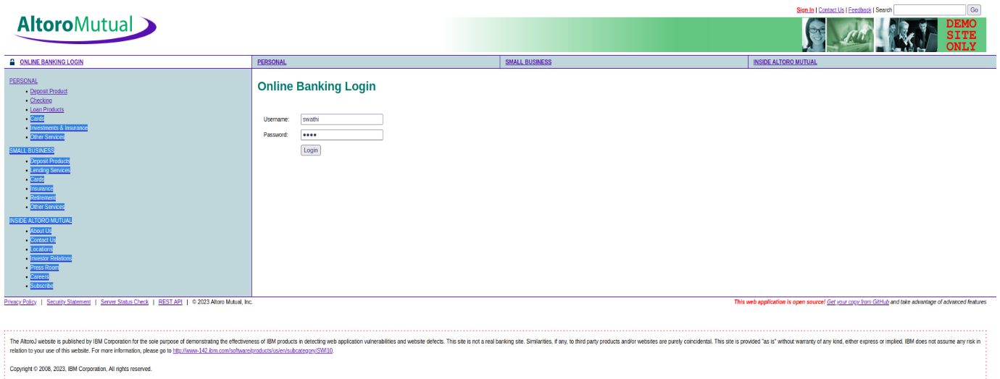 Sign In | Contact Us | Feedback | Search Go
AltoroMutual
DEMO
SITE
ONLY
ONLINE BANKING LOGIN
PERSONAL
SMALL BUSINESS
INSIDE ALTORO MUTUAL
PERSONAL
• Deposit Product
• Checking
• Loan Products
• Cards
• Investments & Insurance
• Other Services
SMALL BUSINESS
• Deposit Products
• Lending Services
• Cards
• Insurance
• Retirement
• Other Services
INSIDE ALTORO MUTUAL
• About Us
• Contact Us
• Locations
• Investor Relations
• Press Room
• Careers
• Subscribe
Online Banking Login
Username: swathi
Password: ●●●●
Login
Privacy Policy | Security Statement | Server Status Check | REST API | © 2023 Altoro Mutual, Inc.
This web application is open source! Get your copy from GitHub and take advantage of advanced features
The AltoroJ website is published by IBM Corporation for the sole purpose of demonstrating the effectiveness of IBM products in detecting web application vulnerabilities and website defects. This site is not a real banking site. Similarities, if any, to third party products and/or websites are purely coincidental. This site is provided "as is" without warranty of any kind, either express or implied. IBM does not assume any risk in
relation to your use of this website. For more information, please go to http://www-142.ibm.com/software/products/us/en/subcategory/SWI10.
Copyright © 2008, 2023, IBM Corporation, All rights reserved.